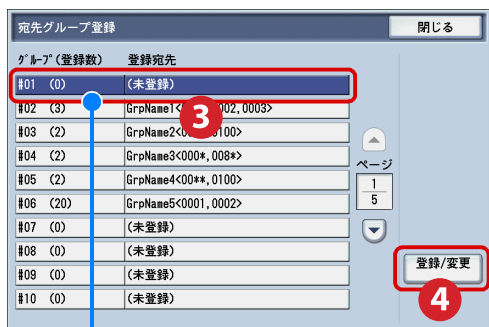 宛先グループ登録 閉じる
グループ(登録数) 登録宛先
#01 (0) (未登録)
#02 (3) GrpName1< 002,0003>
3
#03 (2) GrpName2< 0100>
#04 (2) GrpName3<000*,008*>
ページ
#05 (2) GrpName4<00**,0100>
1
5
#06 (20) GrpName5<0001,0002>
#07 (0) (未登録)
#08 (0) (未登録)
登録/変更
#09 (0) (未登録)
4
#10 (0) (未登録)